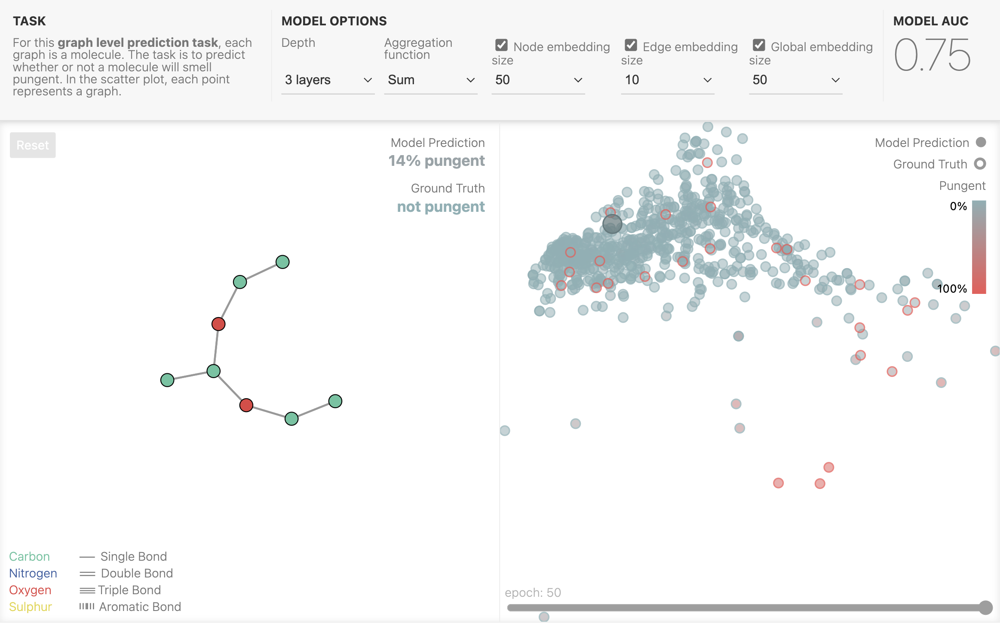 TASK
For this graph level prediction task, each
graph is a molecule. The task is to predict
whether or not a molecule will smell
pungent. In the scatter plot, each point
represents a graph.
MODEL OPTIONS
Depth
3 layers
Aggregation
function
Sum
Node embedding
size
50
Edge embedding
size
10
Global embedding
size
50
MODEL AUC
0.75
Reset
Model Prediction
14% pungent
Ground Truth
not pungent
Carbon
Nitrogen
Oxygen
Sulphur
Single Bond
Double Bond
Triple Bond
Aromatic Bond
Model Prediction
Ground Truth
Pungent
0%
100%
epoch: 50